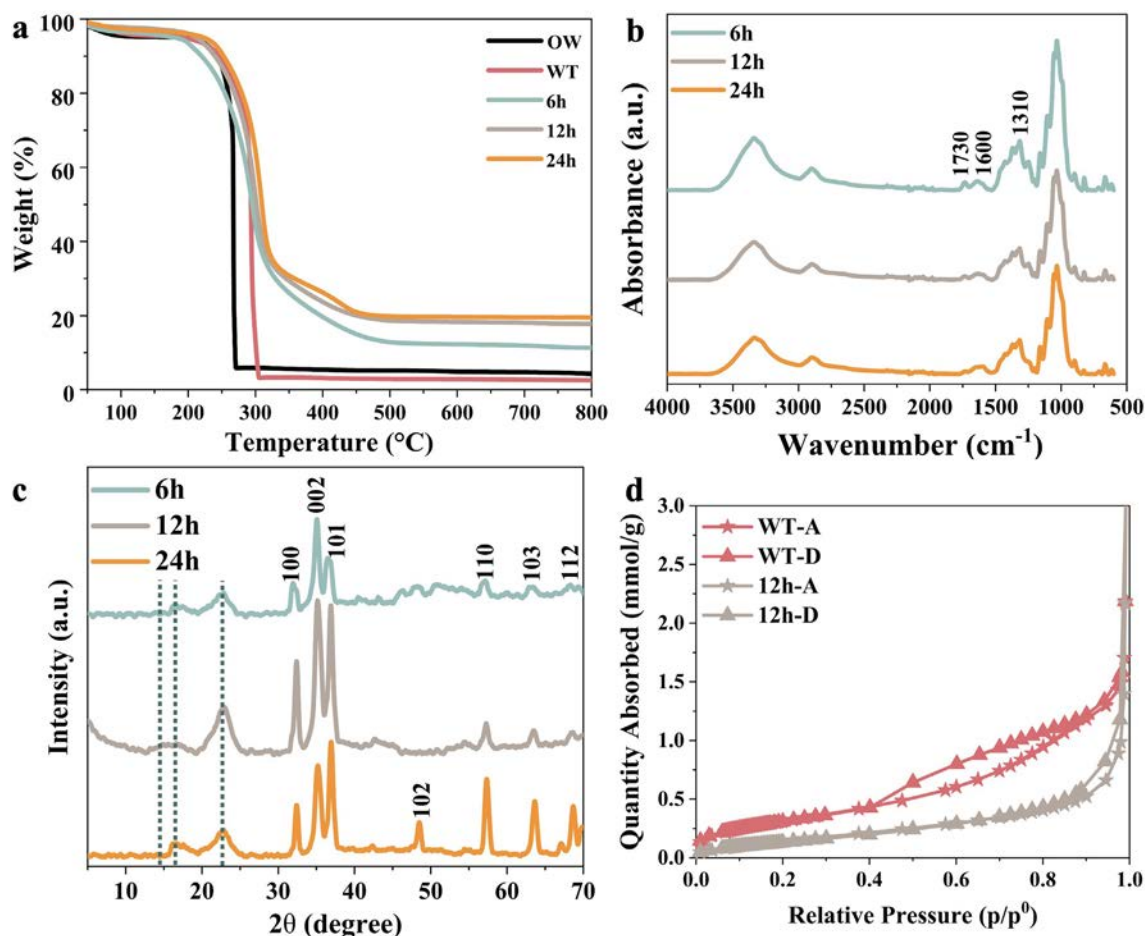 a
OW
WT
6h
12h
24h
100
80
60
40
20
0
Weight (%)
100 200 300 400 500 600 700 800
Temperature (°C)
b
6h
12h
24h
1730
1600
1310
Absorbance (a.u.)
4000 3500 3000 2500 2000 1500 1000 500
Wavenumber (cm-1)
c
6h
12h
24h
100
002
101
110
103
112
102
Intensity (a.u.)
10 20 30 40 50 60 70
2θ (degree)
d
WT-A
WT-D
12h-A
12h-D
3.0
2.5
2.0
1.5
1.0
0.5
0.0
Quantity Absorbed (mmol/g)
0.0 0.2 0.4 0.6 0.8 1.0
Relative Pressure (p/p0)